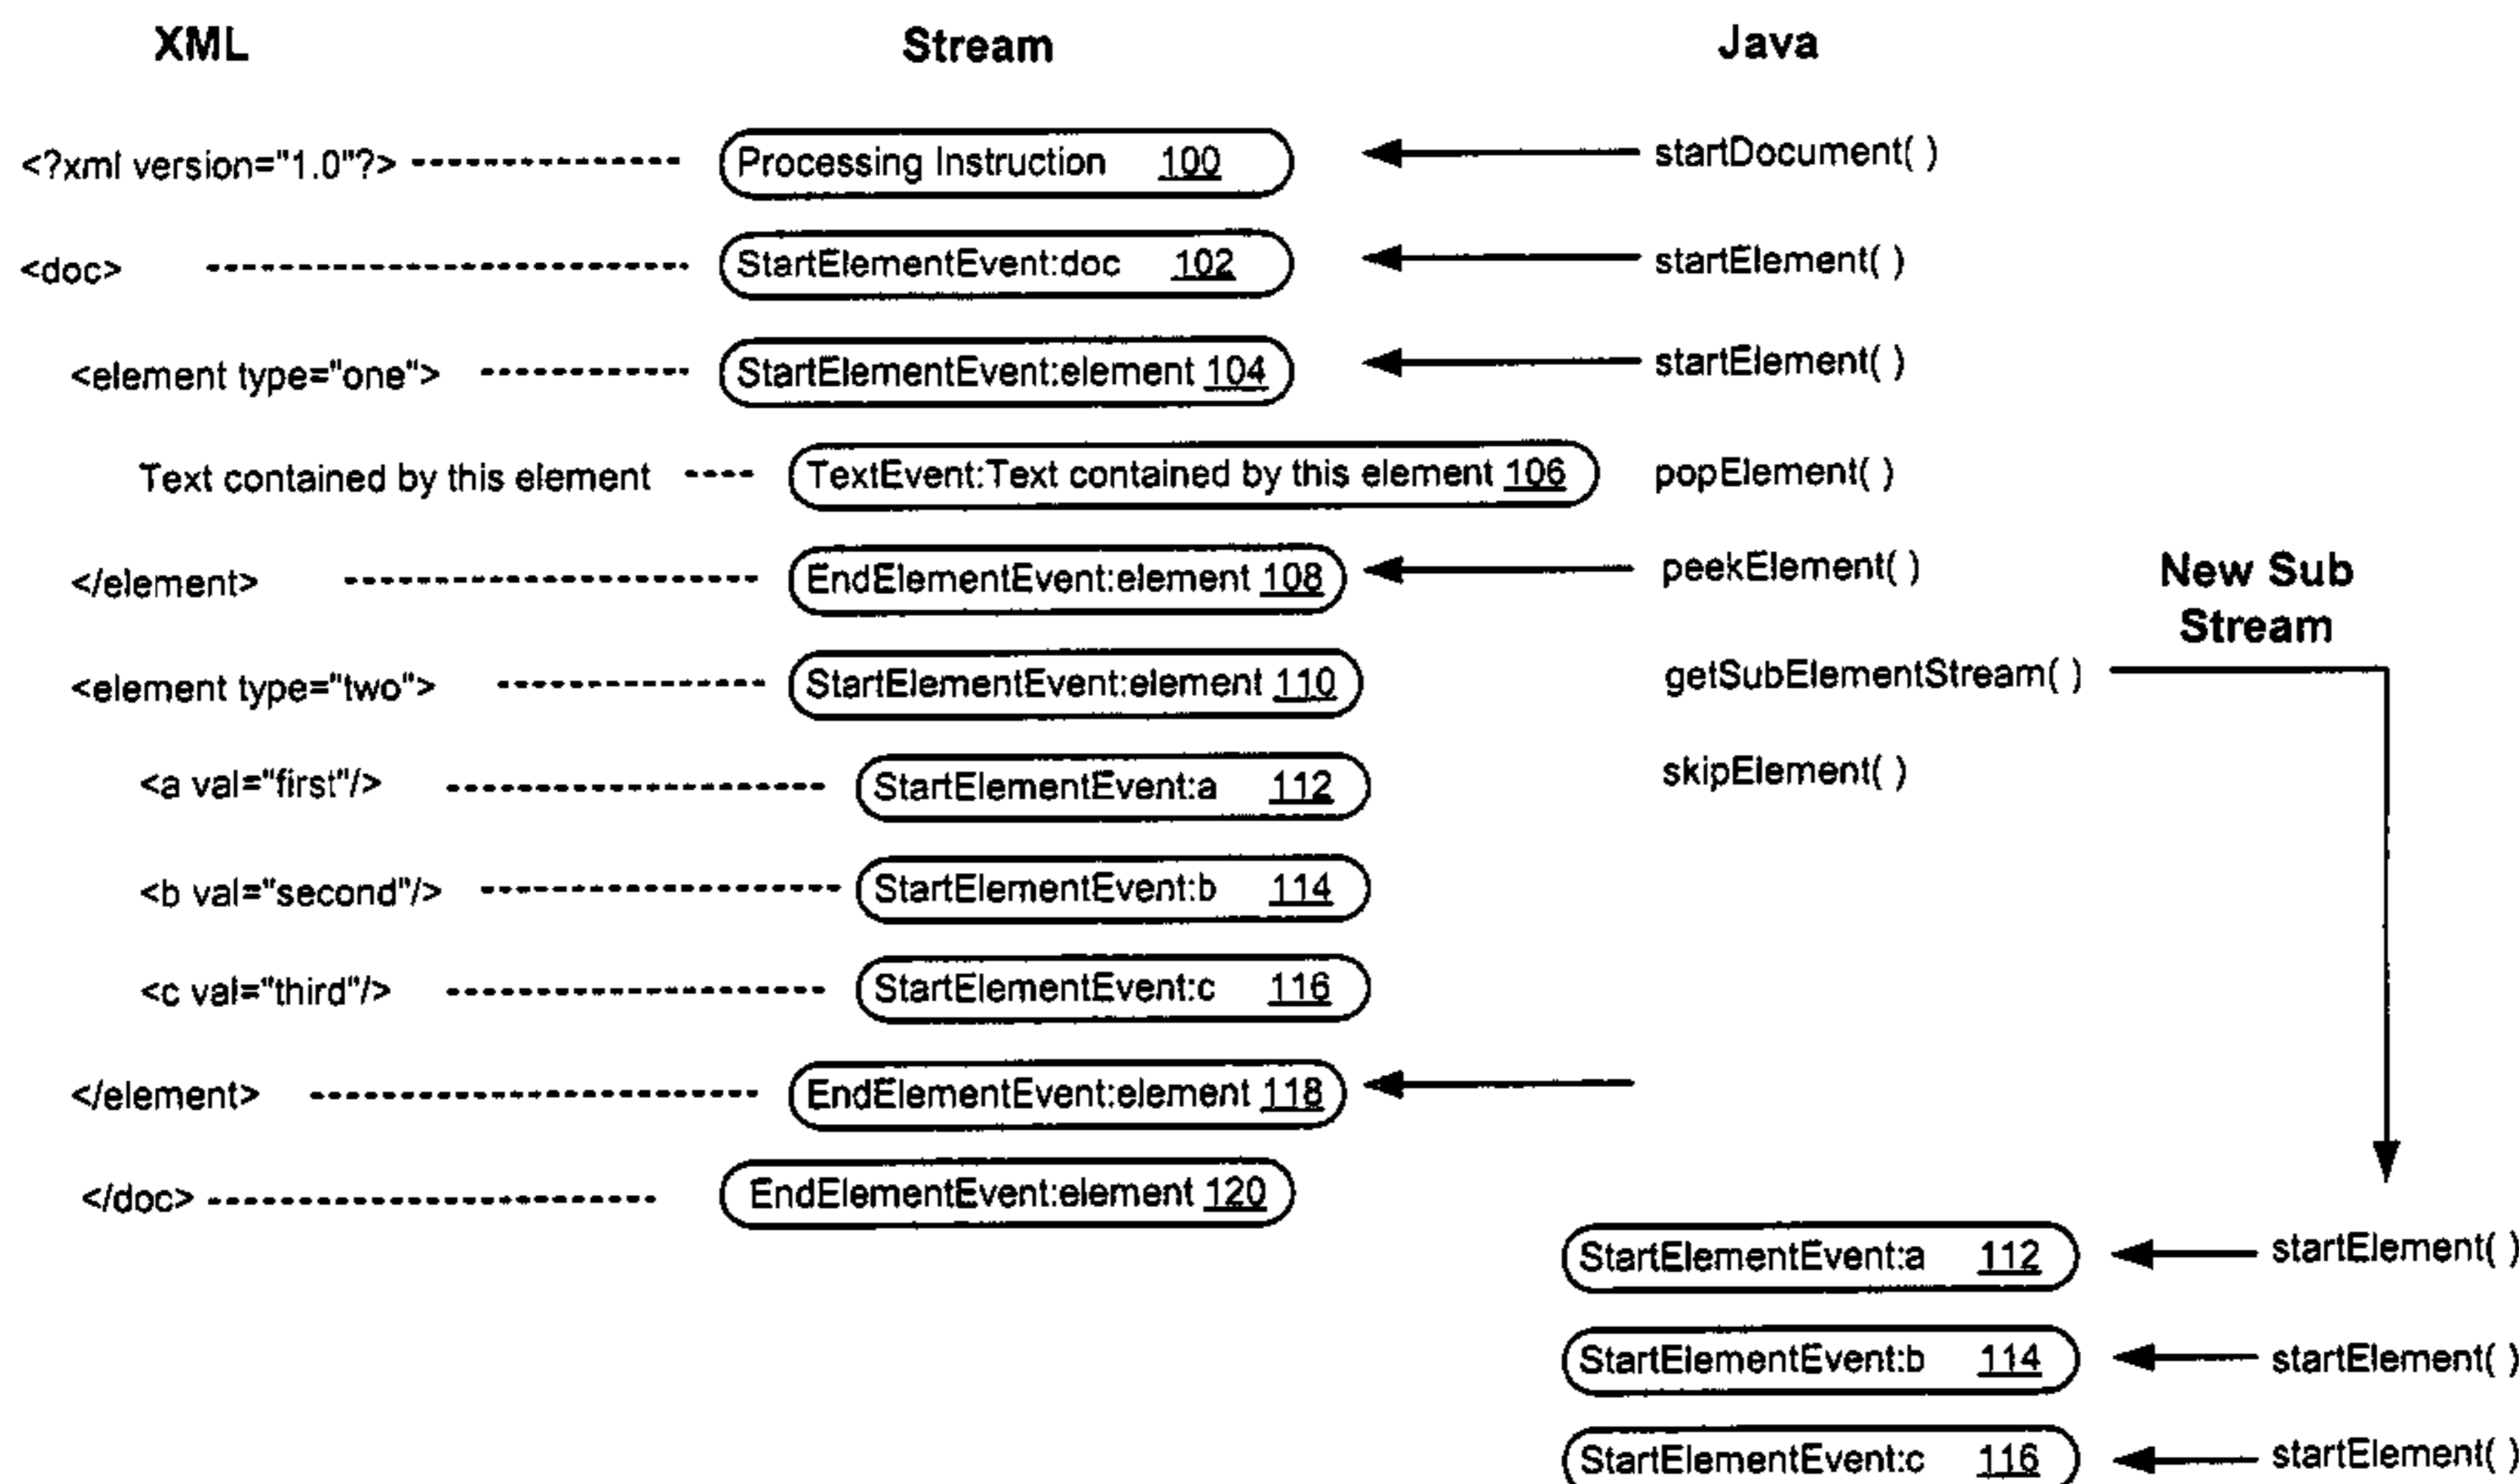 XML Stream Java
<?xml version="1.0"?> Processing Instruction 100 startDocument( )
<doc> StartElementEvent:doc 102 startElement( )
<element type="one"> StartElementEvent:element 104 startElement( )
Text contained by this element TextEvent:Text contained by this element 106 popElement( )
</element> EndElementEvent:element 108 peekElement( )
New Sub
Stream
<element type="two"> StartElementEvent:element 110 getSubElementStream( )
<a val="first"/> StartElementEvent:a 112 skipElement( )
<b val="second"/> StartElementEvent:b 114
<c val="third"/> StartElementEvent:c 116
</element> EndElementEvent:element 118
</doc> EndElementEvent:element 120
StartElementEvent:a 112 startElement( )
StartElementEvent:b 114 startElement( )
StartElementEvent:c 116 startElement( )